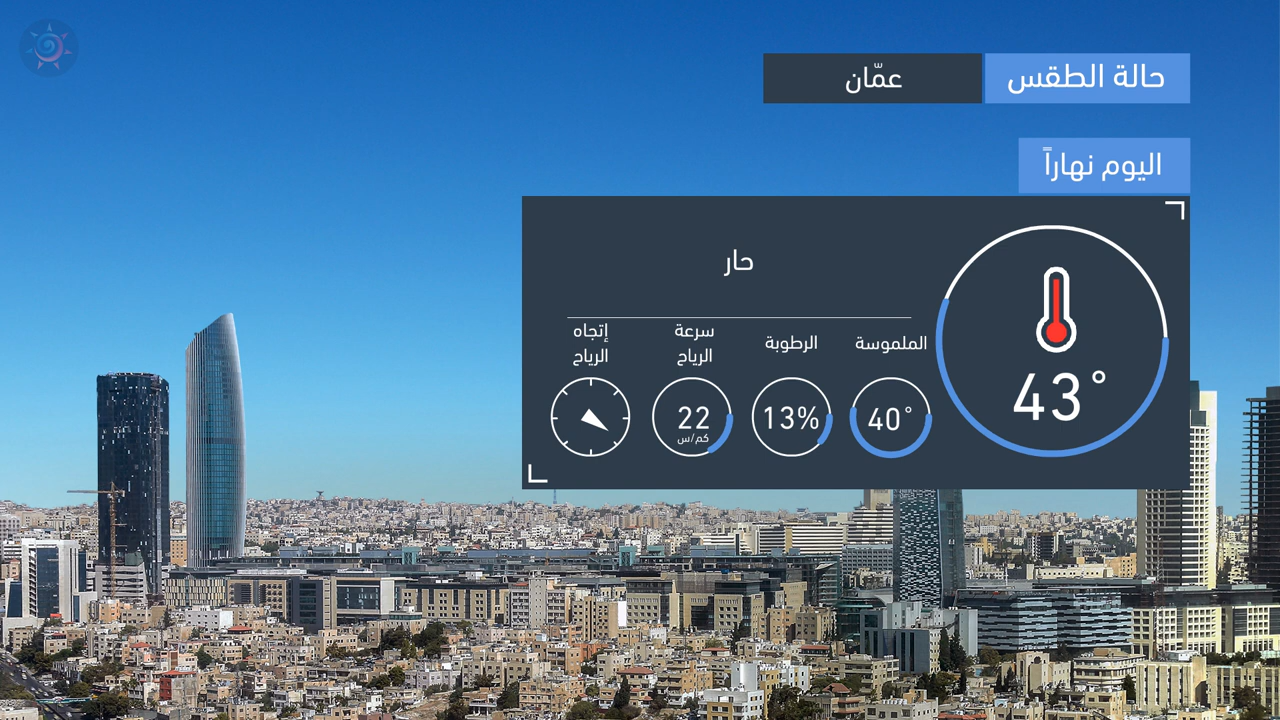 حالة الطقس
عمّان
اليوم نهاراً
حار
43°
الملموسة
40°
الرطوبة
13%
سرعة
الرياح
22
كم/س
إتجاه
الرياح